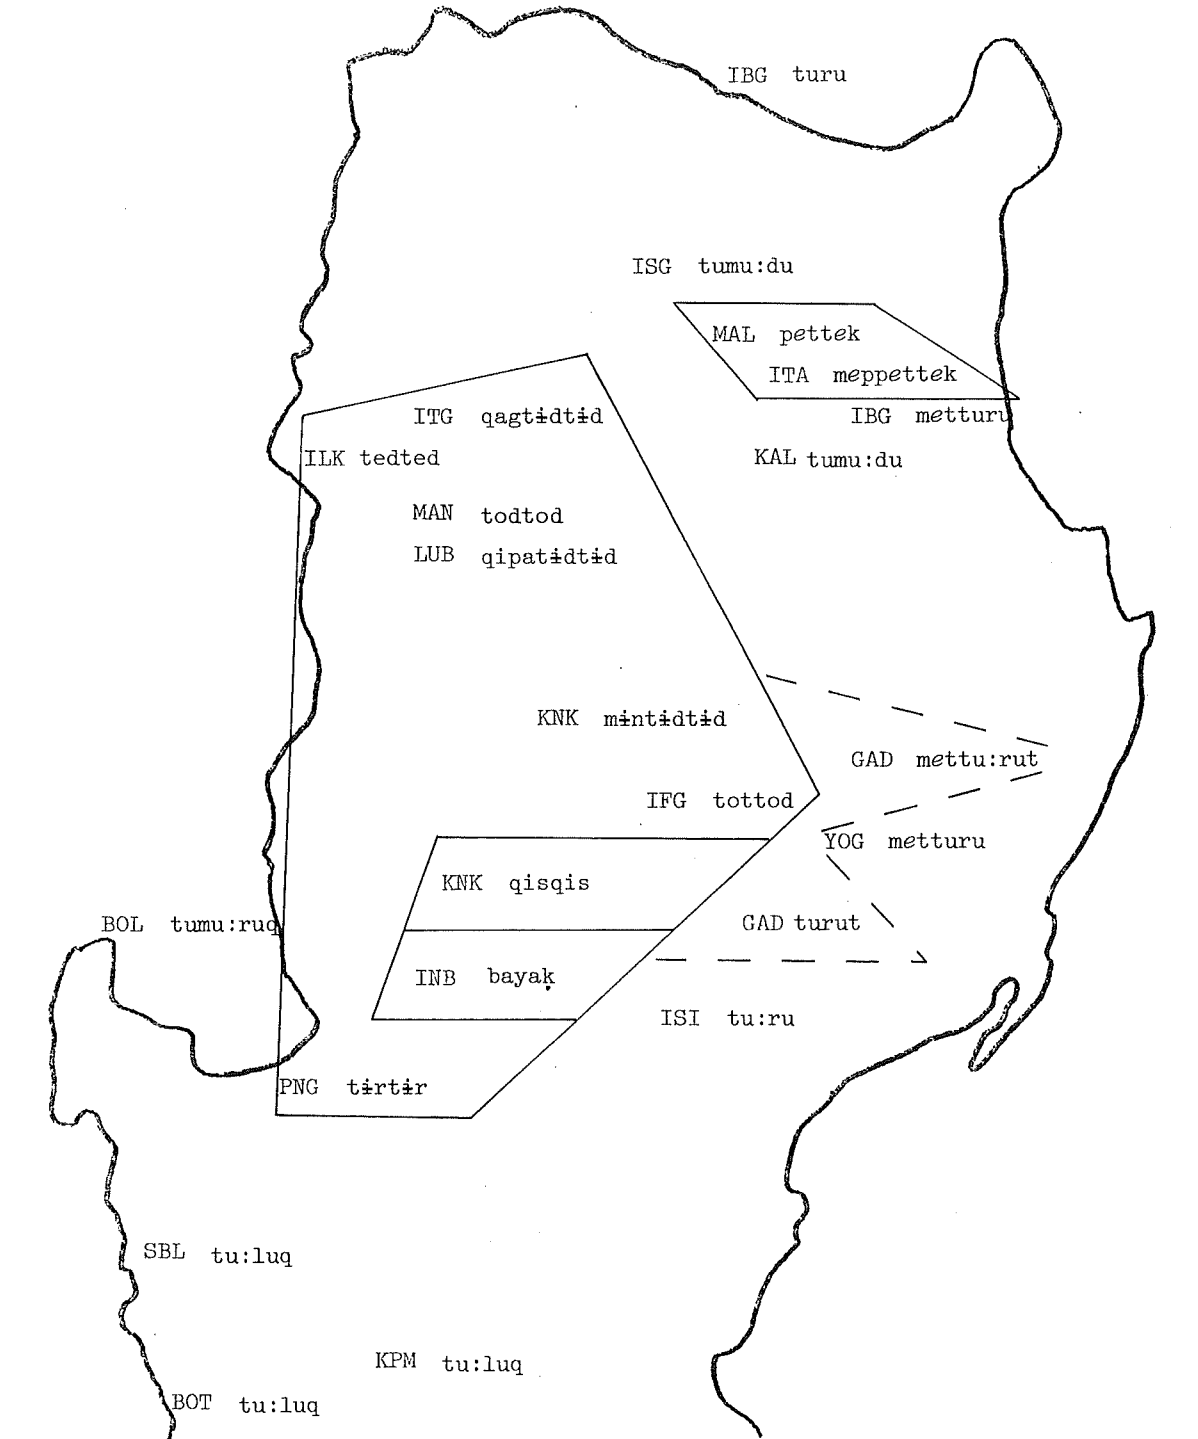 IBG turu
ISG tumu:du
MAL pettek
ITA meppettek
IBG metturu
ITG qagtɨdtɨd
ILK tedted
KAL tumu:du
MAN todtod
LUB qipatɨdtɨd
KNK mɨntɨdtɨd
GAD mettu:rut
IFG tottod
YOG metturu
KNK qisqis
BOL tumu:ruq
GAD turut
INB bayaḳ
ISI tu:ru
PNG tɨrtɨr
SBL tu:luq
KPM tu:luq
BOT tu:luq